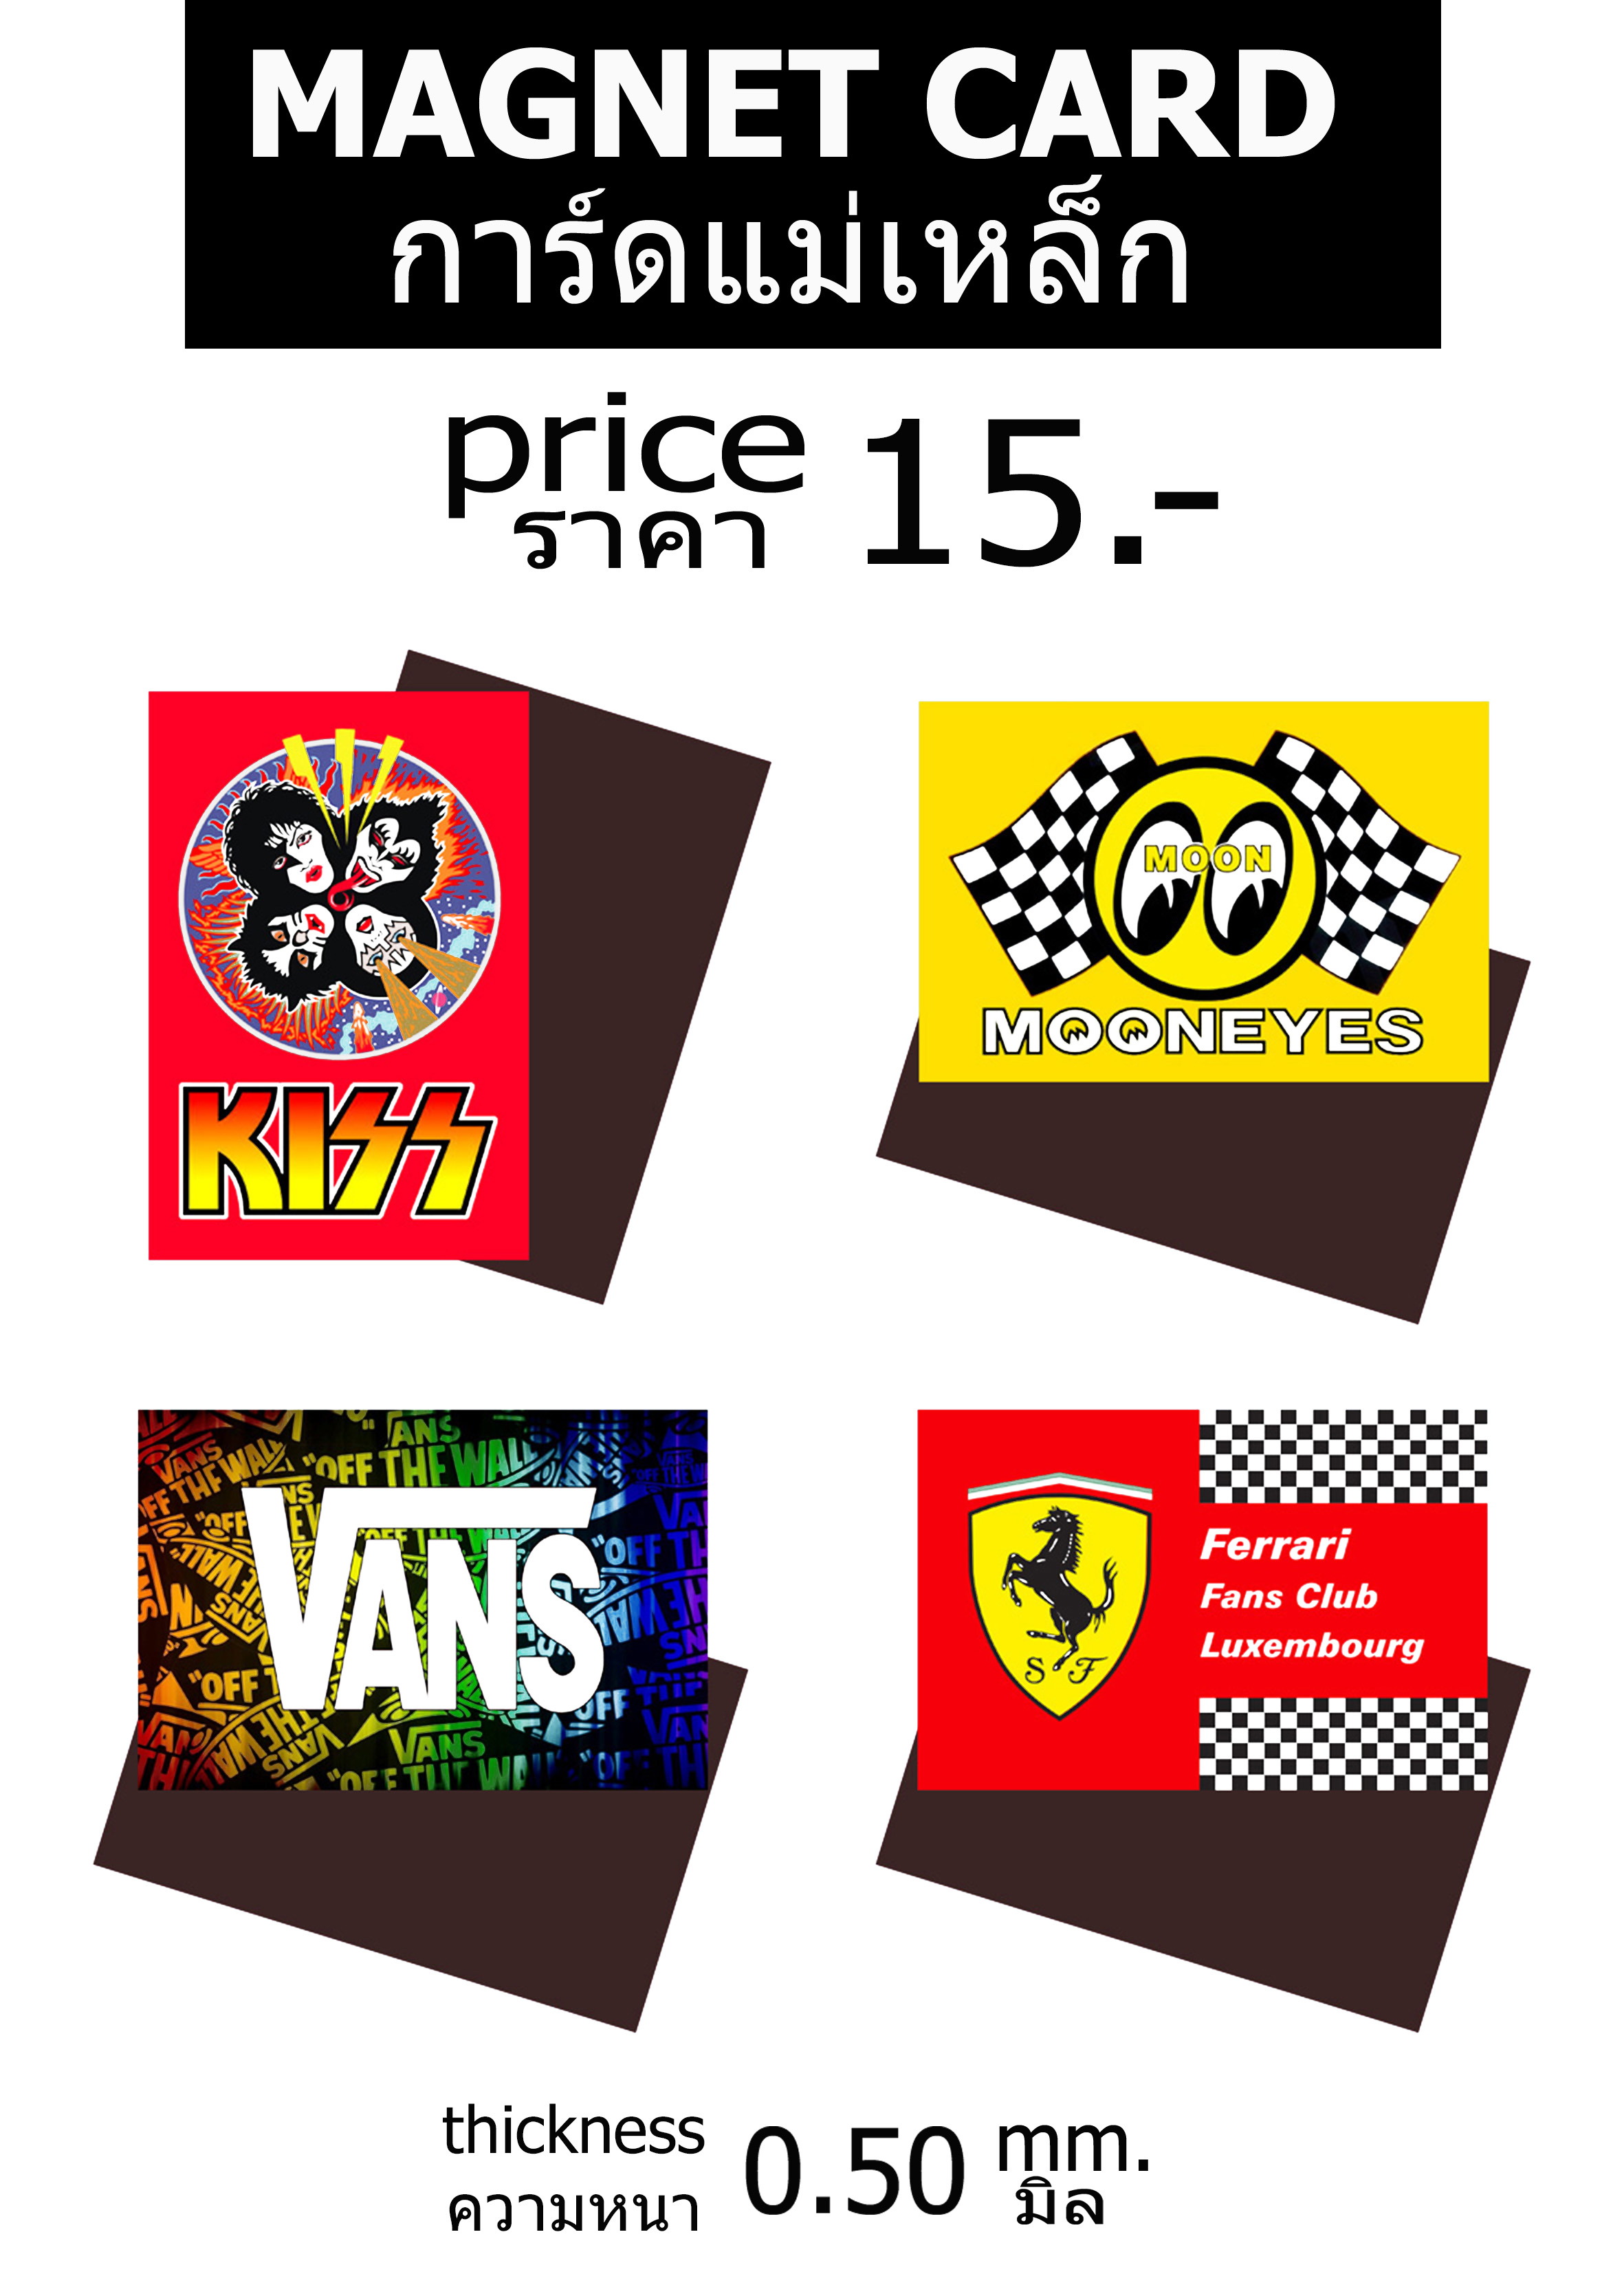 MAGNET CARD
การ์ดแม่เหล็ก
price 15.-
ราคา
KISS
MOON
MOONEYES
"OFF THE WALL
VANS
Ferrari
Fans Club
Luxembourg
S F
thickness 0.50 mm.
ความหนา มิล